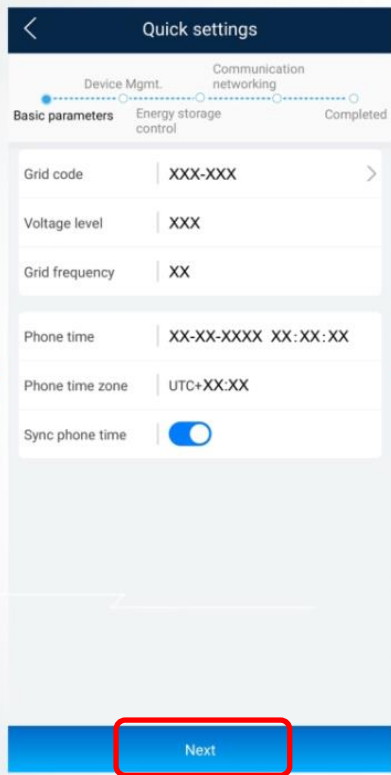 Quick settings
Communication
Device Mgmt. networking
Basic parameters Energy storage Completed
control
Grid code XXX-XXX
Voltage level XXX
Grid frequency XX
Phone time XX-XX-XXXX XX:XX:XX
Phone time zone UTC+XX:XX
Sync phone time
Next